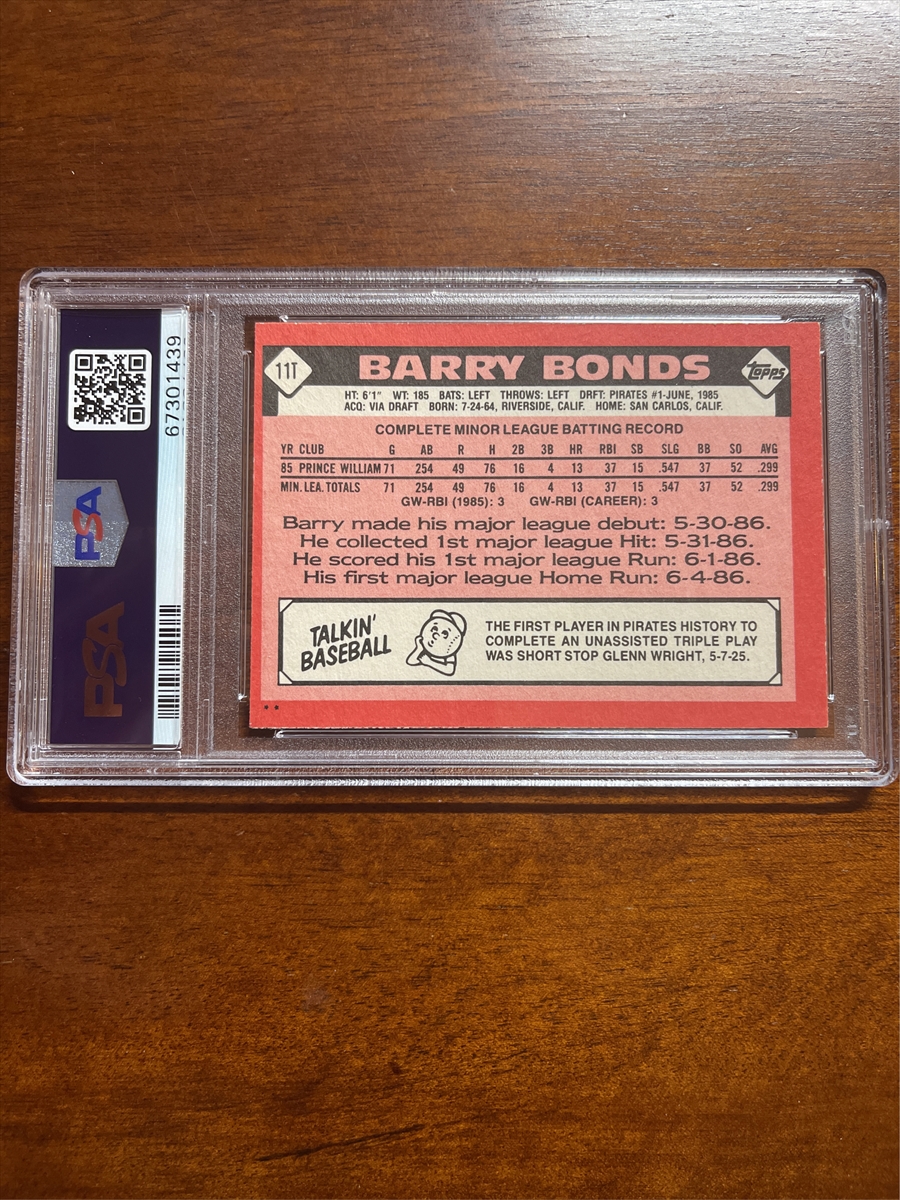 67301439
PSA
PSA
11T
BARRY BONDS
Topps
HT: 6'1" WT: 185 BATS: LEFT THROWS: LEFT DRFT: PIRATES #1-JUNE, 1985
ACQ: VIA DRAFT BORN: 7-24-64, RIVERSIDE, CALIF. HOME: SAN CARLOS, CALIF.
COMPLETE MINOR LEAGUE BATTING RECORD
YR CLUB G AB R H 2B 3B HR RBI SB SLG BB SO AVG
85 PRINCE WILLIAM 71 254 49 76 16 4 13 37 15 .547 37 52 .299
MIN. LEA. TOTALS 71 254 49 76 16 4 13 37 15 .547 37 52 .299
GW-RBI (1985): 3 GW-RBI (CAREER): 3
Barry made his major league debut: 5-30-86.
He collected 1st major league Hit: 5-31-86.
He scored his 1st major league Run: 6-1-86.
His first major league Home Run: 6-4-86.
TALKIN'
BASEBALL
THE FIRST PLAYER IN PIRATES HISTORY TO
COMPLETE AN UNASSISTED TRIPLE PLAY
WAS SHORT STOP GLENN WRIGHT, 5-7-25.
**